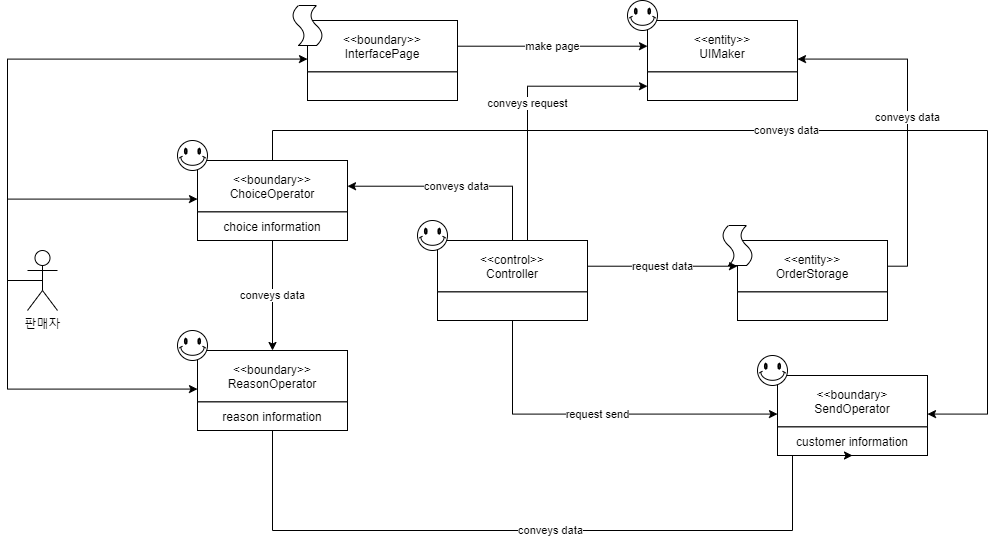 <<boundary>>
InterfacePage
make page
<<entity>>
UIMaker
conveys request
conveys data
conveys data
<<boundary>>
ChoiceOperator
choice information
conveys data
<<control>>
Controller
request data
<<entity>>
OrderStorage
판매자
conveys data
<<boundary>>
ReasonOperator
reason information
request send
<<boundary>
SendOperator
customer information
conveys data